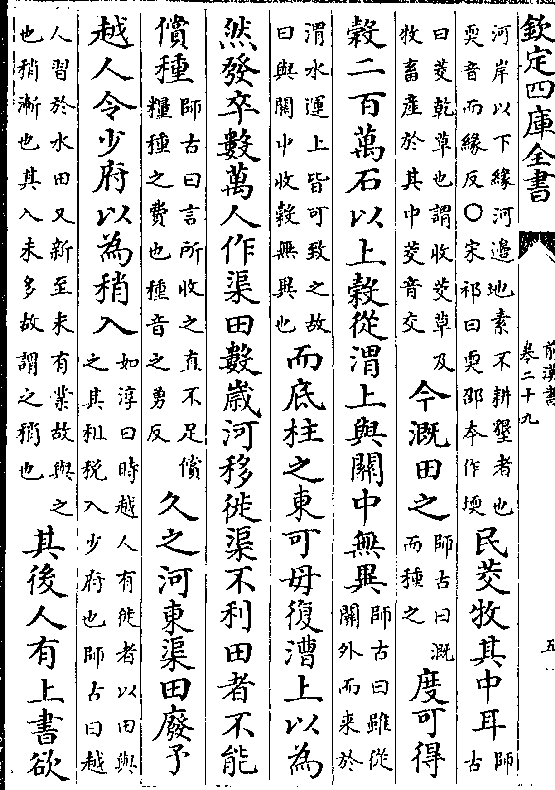 欽定四庫全書
前漢書
卷二十九
五
河岸以下緣河邊地素不耕墾者也
耎音而緣反○宋祁曰耎邵本作堧
民茭牧其中耳
師
古
曰茭乾草也謂收茭草及
牧畜產於其中茭音交
今溉田之
師古曰溉
而種之
度可得
榖二百萬石以上榖從渭上與關中無異
師古曰雖從
關外而来於
渭水運上皆可致之故
曰與關中收榖無異也
而底柱之東可毋復漕上以為
然發卒數萬人作渠田數歲河移徙渠不利田者不能
償種
師古曰言所收之直不足償
糧種之費也種音之勇反
久之河東渠田廢予
越人令少府以為稍入
如淳曰時越人有徙者以田與
之其租稅入少府也師古曰越
人習於水田又新至未有業故與之
也稍漸也其入未多故謂之稍也
其後人有上書欲